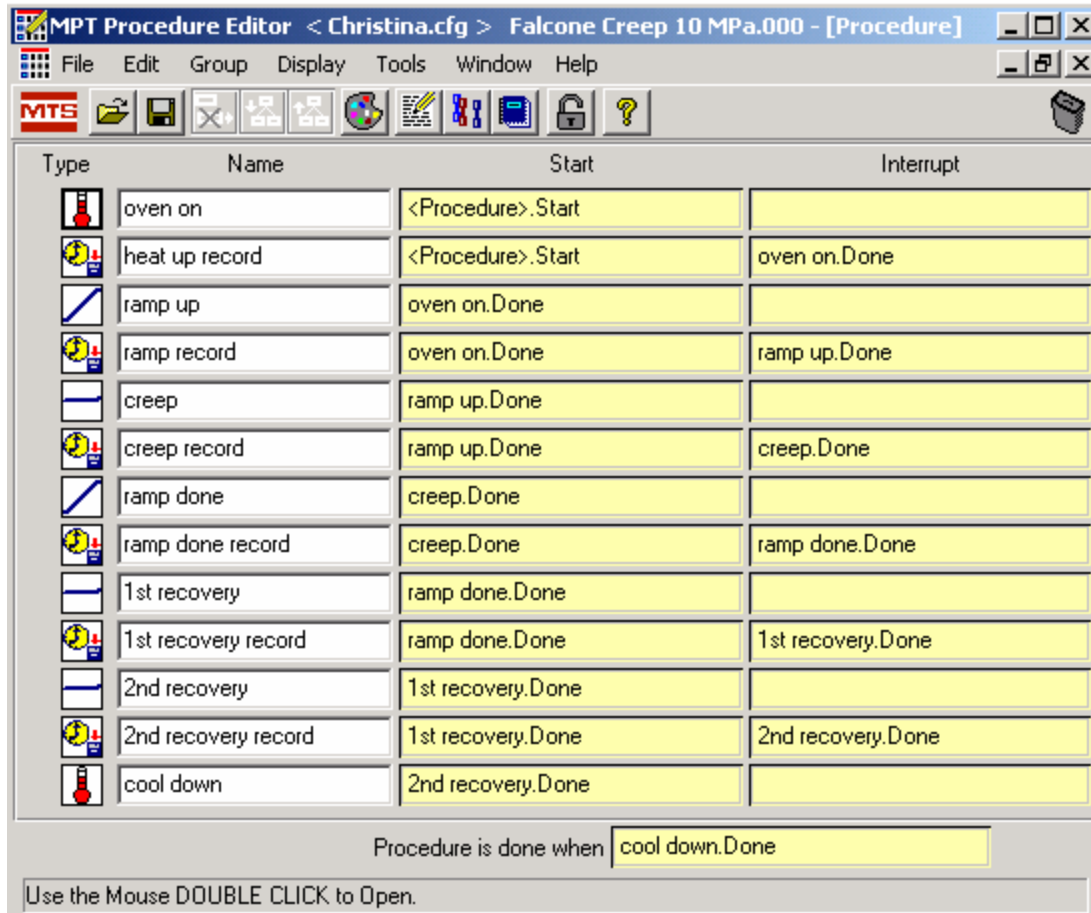 MPT Procedure Editor < Christina.cfg > Falcone Creep 10 MPa.000 - [Procedure]
File Edit Group Display Tools Window Help
MTS
Type Name Start Interrupt
oven on <Procedure>.Start
heat up record <Procedure>.Start oven on.Done
ramp up oven on.Done
ramp record oven on.Done ramp up.Done
creep ramp up.Done
creep record ramp up.Done creep.Done
ramp done creep.Done
ramp done record creep.Done ramp done.Done
1st recovery ramp done.Done
1st recovery record ramp done.Done 1st recovery.Done
2nd recovery 1st recovery.Done
2nd recovery record 1st recovery.Done 2nd recovery.Done
cool down 2nd recovery.Done
Procedure is done when cool down.Done
Use the Mouse DOUBLE CLICK to Open.